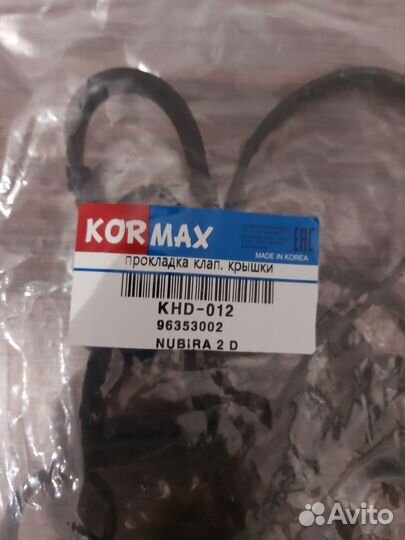 KORMAX
EAC
MADE IN KOREA
прокладка клап. крышки
KHD-012
96353002
NUBiRA 2 D
Avito